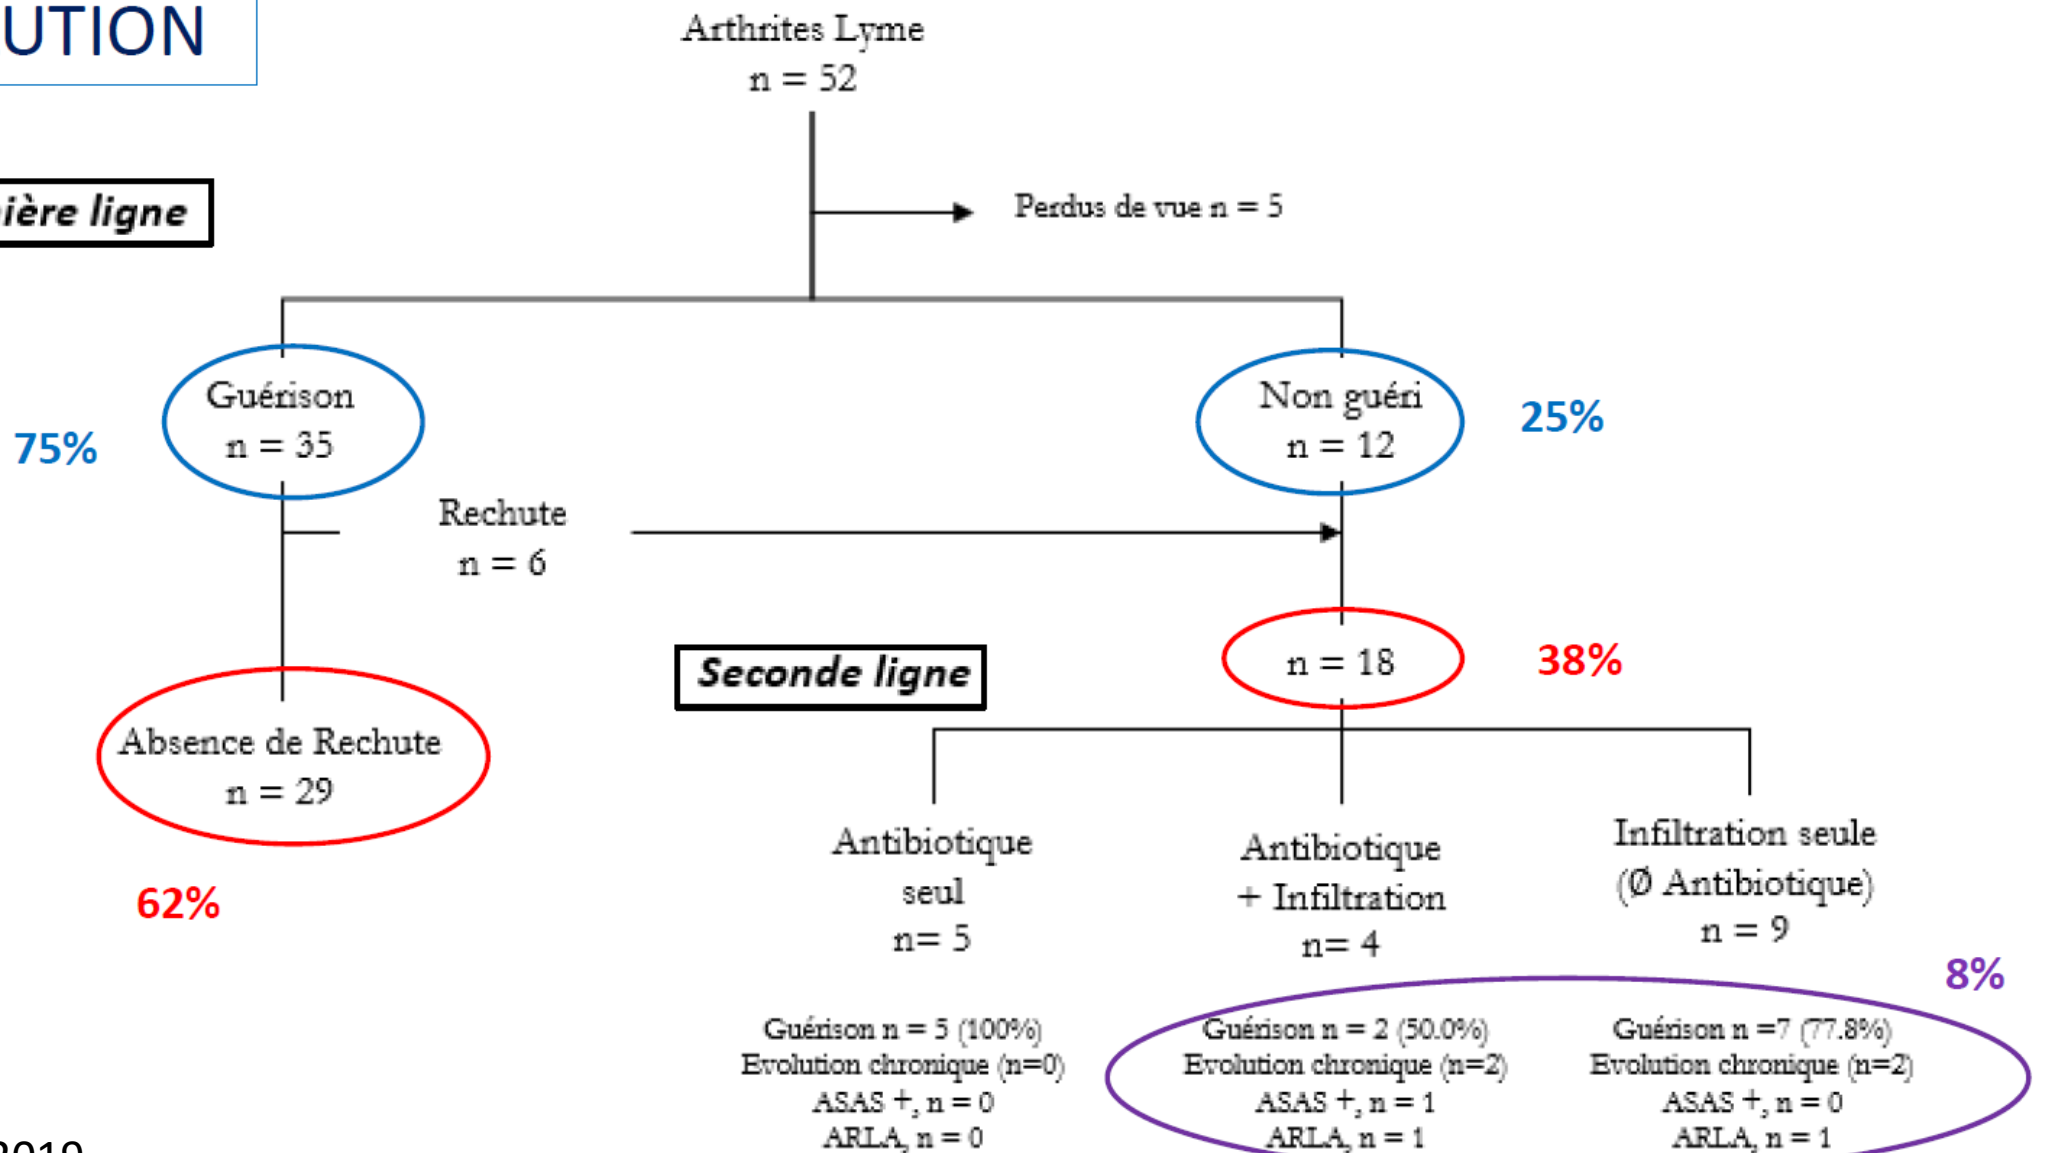 UTION
Arthrites Lyme
n = 52
ière ligne
Perdus de vue n = 5
Guérison
n = 35
75%
Non guéri
n = 12
25%
Rechute
n = 6
Seconde ligne
n = 18
38%
Absence de Rechute
n = 29
62%
Antibiotique
seul
n= 5
Antibiotique
+ Infiltration
n= 4
Infiltration seule
(Ø Antibiotique)
n = 9
8%
Guérison n = 5 (100%)
Evolution chronique (n=0)
ASAS +, n = 0
ARLA, n = 0
Guérison n = 2 (50.0%)
Evolution chronique (n=2)
ASAS +, n = 1
ARLA, n = 1
Guérison n =7 (77.8%)
Evolution chronique (n=2)
ASAS +, n = 0
ARLA, n = 1
2019